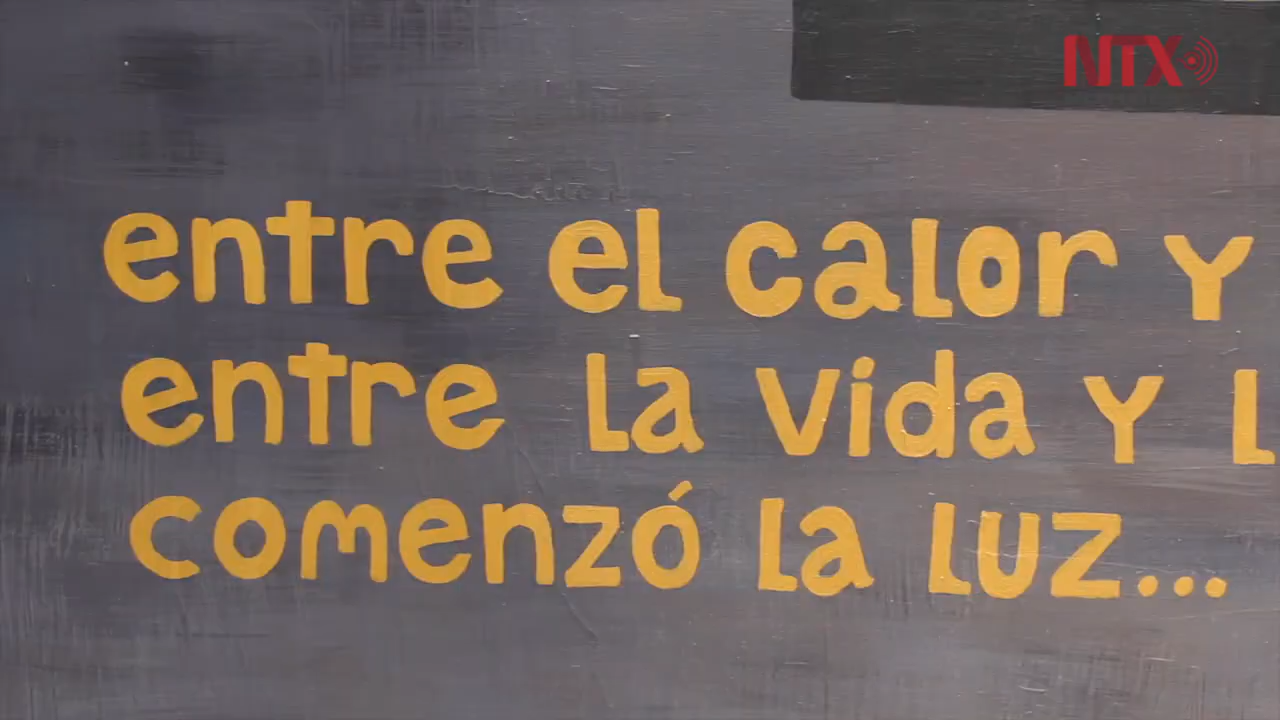 NTX
entre el calor y
entre la vida y l
comenzó la luz...